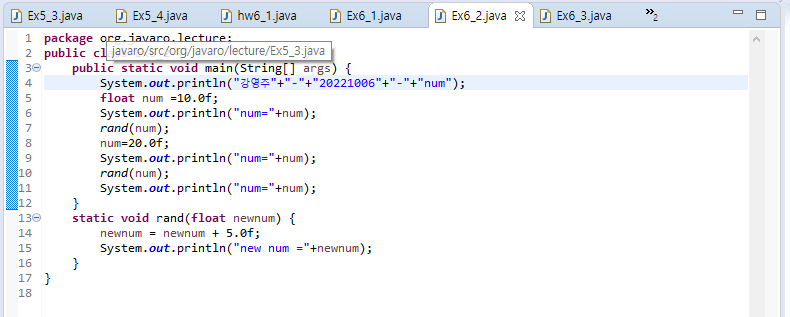 Ex5_3.java Ex5_4.java hw6_1.java Ex6_1.java Ex6_2.java Ex6_3.java »2
1 package org.javaro.lecture;
2 public cl
javaro/src/org/javaro/lecture/Ex5_3.java
3 public static void main(String[] args) {
4 System.out.println("강영주"+"-"+"20221006"+"-"+"num");
5 float num =10.0f;
6 System.out.println("num="+num);
7 rand(num);
8 num=20.0f;
9 System.out.println("num="+num);
10 rand(num);
11 System.out.println("num="+num);
12 }
13 static void rand(float newnum) {
14 newnum = newnum + 5.0f;
15 System.out.println("new num ="+newnum);
16 }
17 }
18